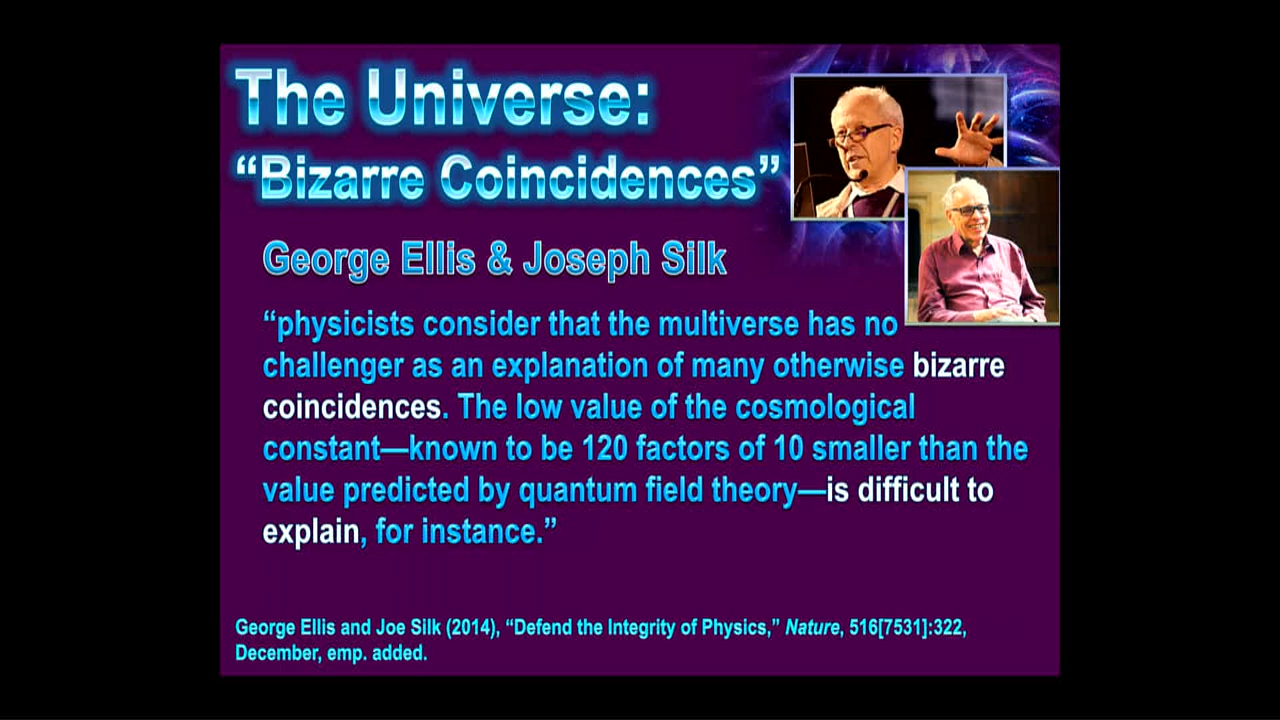 The Universe:
“Bizarre Coincidences”
George Ellis & Joseph Silk
“physicists consider that the multiverse has no
challenger as an explanation of many otherwise bizarre
coincidences. The low value of the cosmological
constant—known to be 120 factors of 10 smaller than the
value predicted by quantum field theory—is difficult to
explain, for instance.”
George Ellis and Joe Silk (2014), “Defend the Integrity of Physics,” Nature, 516[7531]:322,
December, emp. added.